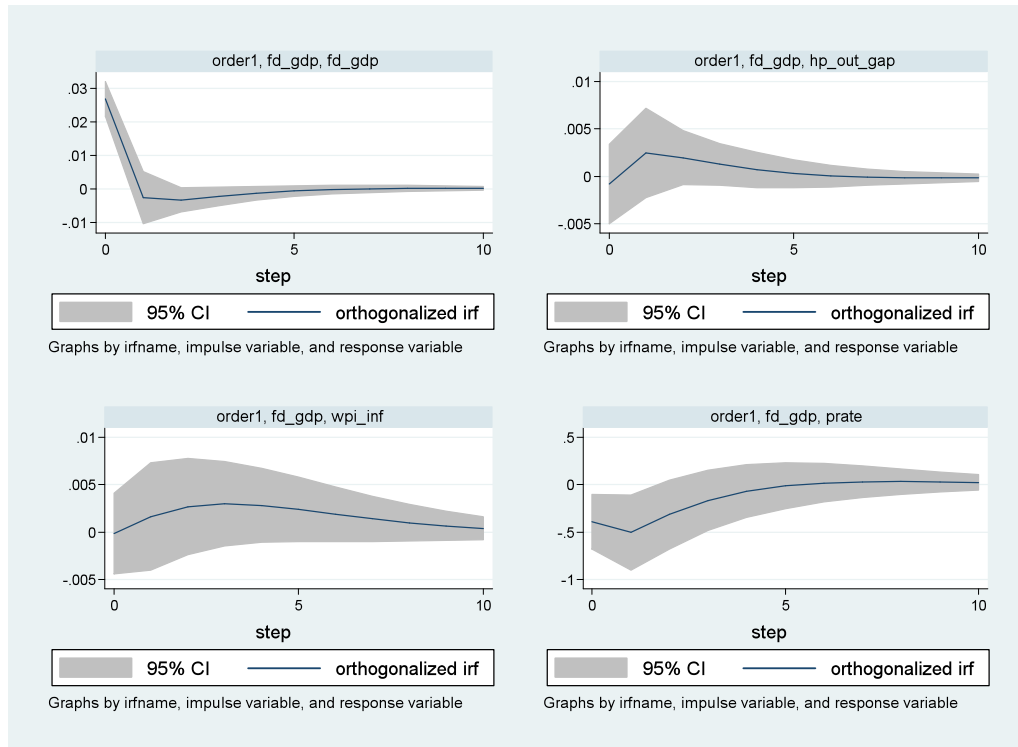 order1, fd_gdp, fd_gdp
.03
.02
.01
0
-.01
0 5 10
step
95% CI orthogonalized irf
Graphs by irfname, impulse variable, and response variable
order1, fd_gdp, hp_out_gap
.01
.005
0
-.005
0 5 10
step
95% CI orthogonalized irf
Graphs by irfname, impulse variable, and response variable
order1, fd_gdp, wpi_inf
.01
.005
0
-.005
0 5 10
step
95% CI orthogonalized irf
Graphs by irfname, impulse variable, and response variable
order1, fd_gdp, prate
.5
0
-.5
-1
0 5 10
step
95% CI orthogonalized irf
Graphs by irfname, impulse variable, and response variable